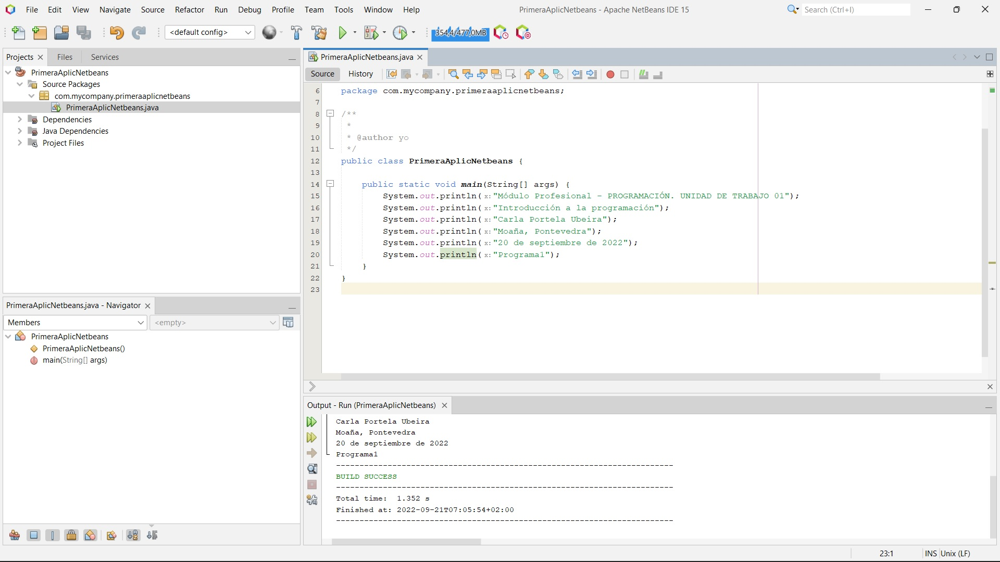 File Edit View Navigate Source Refactor Run Debug Profile Team Tools Window Help
PrimeraAplicNetbeans - Apache NetBeans IDE 15
Search (Ctrl+I)
<default config>
354,4/477,0MB
Projects Files Services
PrimeraAplicNetbeans
Source Packages
com.mycompany.primeraaplicnetbeans
PrimeraAplicNetbeans.java
Dependencies
Java Dependencies
Project Files
PrimeraAplicNetbeans.java - Navigator
Members <empty>
PrimeraAplicNetbeans
PrimeraAplicNetbeans()
main(String[] args)
PrimeraAplicNetbeans.java
Source History
6 package com.mycompany.primeraaplicnetbeans;
7
8 /**
9 *
10 * @author yo
11 */
12 public class PrimeraAplicNetbeans {
13
14 public static void main(String[] args) {
15 System.out.println( x: "Módulo Profesional - PROGRAMACIÓN. UNIDAD DE TRABAJO 01");
16 System.out.println( x: "Introducción a la programación");
17 System.out.println( x: "Carla Portela Ubeira");
18 System.out.println( x: "Moaña, Pontevedra");
19 System.out.println( x: "20 de septiembre de 2022");
20 System.out.println( x: "Programa1");
21 }
22 }
23
Output - Run (PrimeraAplicNetbeans)
Carla Portela Ubeira
Moaña, Pontevedra
20 de septiembre de 2022
Programa1
------------------------------------------------------------------------
BUILD SUCCESS
------------------------------------------------------------------------
Total time:  1.352 s
Finished at: 2022-09-21T07:05:54+02:00
------------------------------------------------------------------------
23:1 INS Unix (LF)